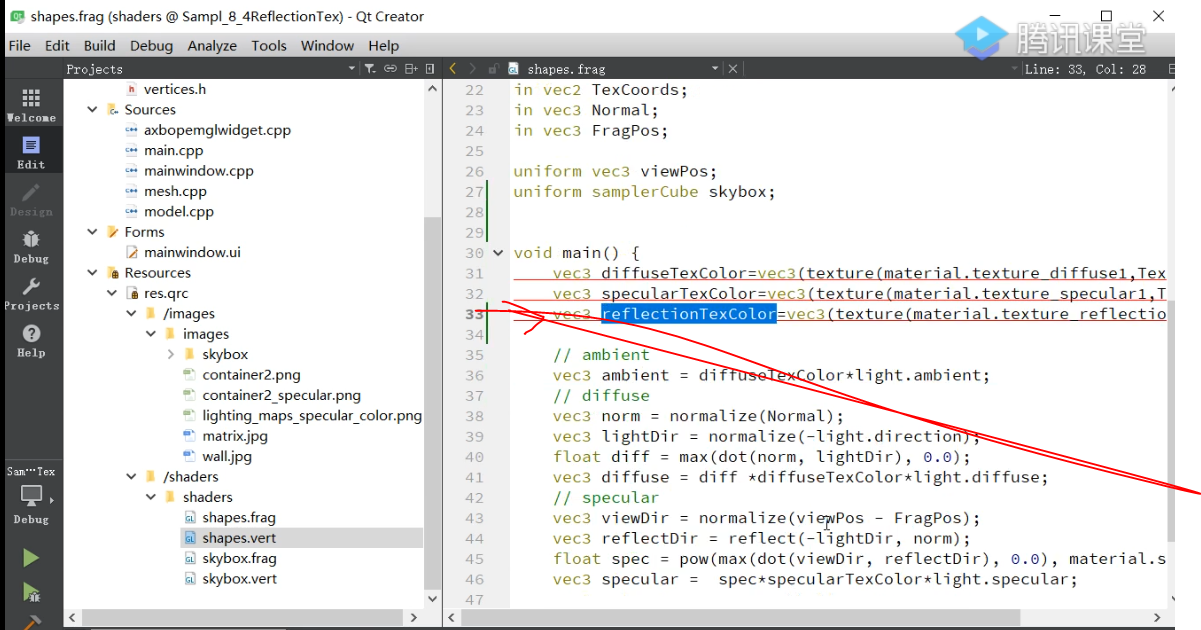 shapes.frag (shaders @ Sampl_8_4ReflectionTex) - Qt Creator
腾讯课堂
File Edit Build Debug Analyze Tools Window Help
Projects
shapes.frag
Line: 33, Col: 28
Welcome
Edit
Design
Debug
Projects
Help
Sam···Tex
Debug
vertices.h
Sources
axbopemglwidget.cpp
main.cpp
mainwindow.cpp
mesh.cpp
model.cpp
Forms
mainwindow.ui
Resources
res.qrc
/images
images
skybox
container2.png
container2_specular.png
lighting_maps_specular_color.png
matrix.jpg
wall.jpg
/shaders
shaders
shapes.frag
shapes.vert
skybox.frag
skybox.vert
22 in vec2 TexCoords;
23 in vec3 Normal;
24 in vec3 FragPos;
25
26 uniform vec3 viewPos;
27 uniform samplerCube skybox;
28
29
30 void main() {
31 vec3 diffuseTexColor=vec3(texture(material.texture_diffuse1,Tex
32 vec3 specularTexColor=vec3(texture(material.texture_specular1,T
33 vec3 reflectionTexColor=vec3(texture(material.texture_reflectio
34
35 // ambient
36 vec3 ambient = diffuseTexColor*light.ambient;
37 // diffuse
38 vec3 norm = normalize(Normal);
39 vec3 lightDir = normalize(-light.direction);
40 float diff = max(dot(norm, lightDir), 0.0);
41 vec3 diffuse = diff *diffuseTexColor*light.diffuse;
42 // specular
43 vec3 viewDir = normalize(viewPos - FragPos);
44 vec3 reflectDir = reflect(-lightDir, norm);
45 float spec = pow(max(dot(viewDir, reflectDir), 0.0), material.s
46 vec3 specular = spec*specularTexColor*light.specular;
47